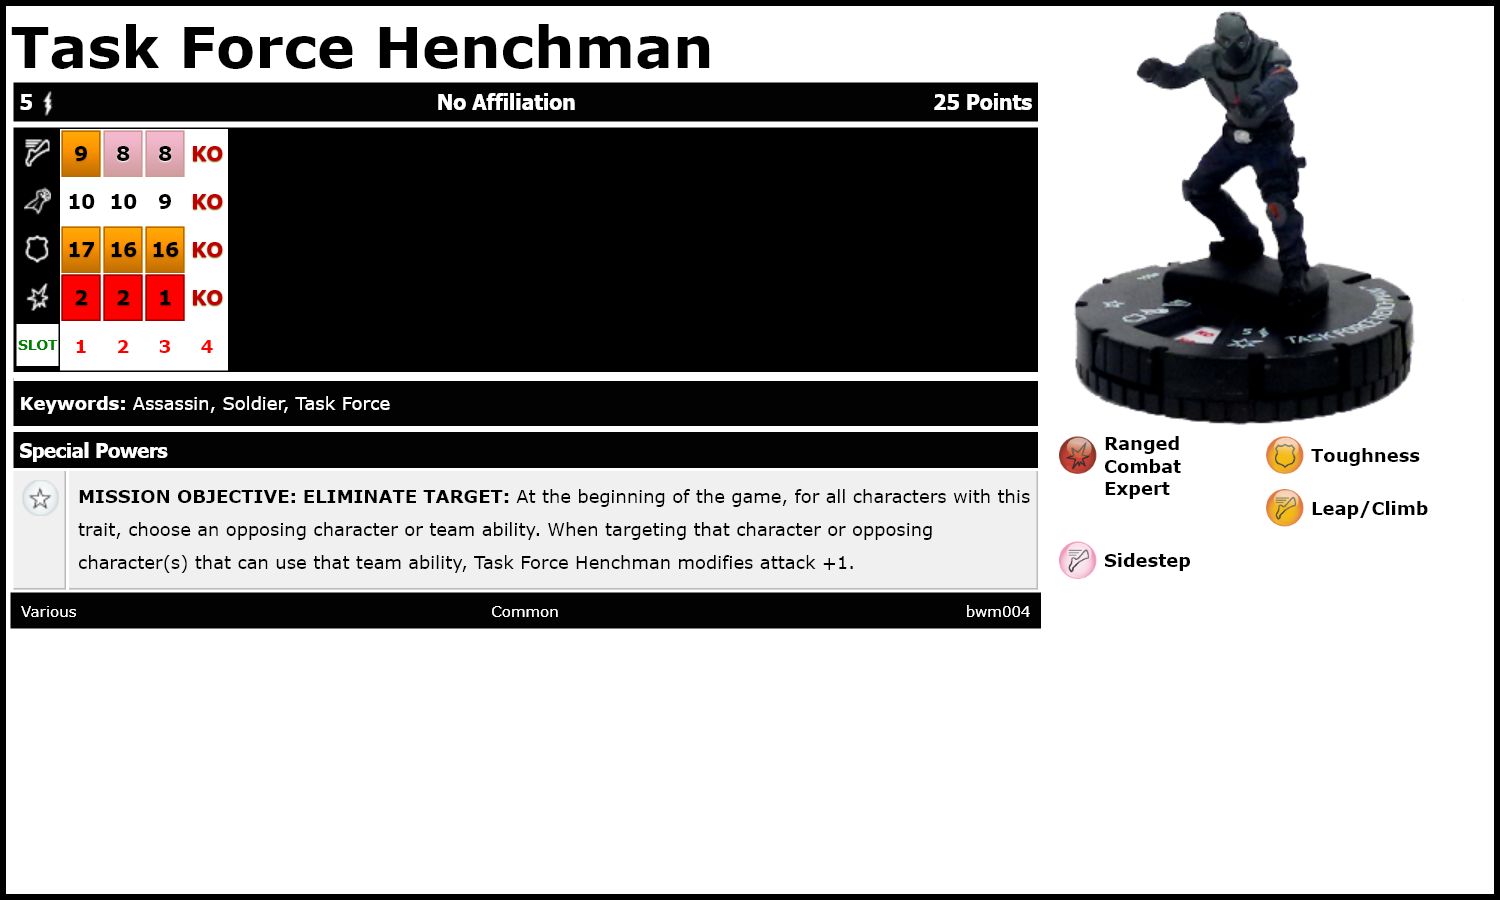 Task Force Henchman
5 No Affiliation 25 Points
9 8 8 KO
10 10 9 KO
17 16 16 KO
2 2 1 KO
SLOT 1 2 3 4
Keywords: Assassin, Soldier, Task Force
Special Powers
MISSION OBJECTIVE: ELIMINATE TARGET: At the beginning of the game, for all characters with this
trait, choose an opposing character or team ability. When targeting that character or opposing
character(s) that can use that team ability, Task Force Henchman modifies attack +1.
Various Common bwm004
KO
5
TASK FORCE HENCHMAN
Ranged
Combat
Expert
Toughness
Leap/Climb
Sidestep